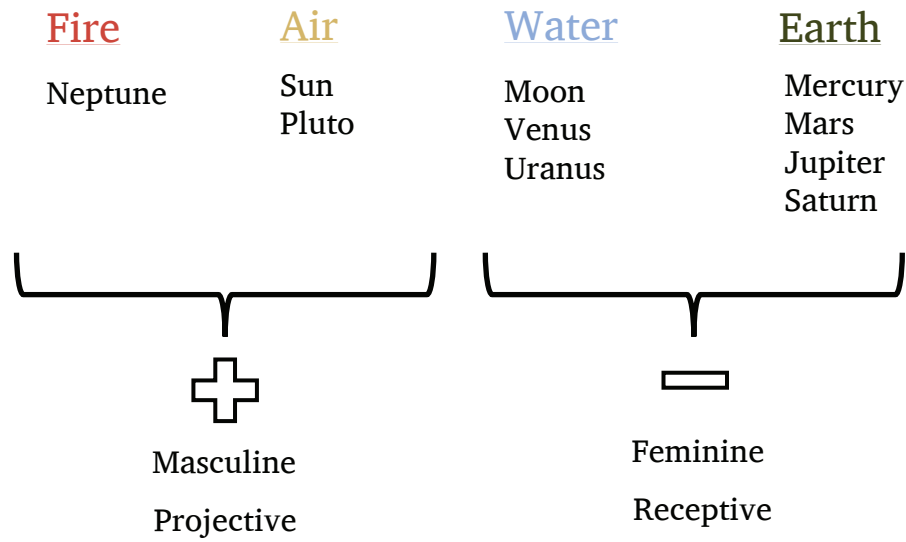 Fire
Neptune
Air
Sun
Pluto
Water
Moon
Venus
Uranus
Earth
Mercury
Mars
Jupiter
Saturn
Masculine
Projective
Feminine
Receptive